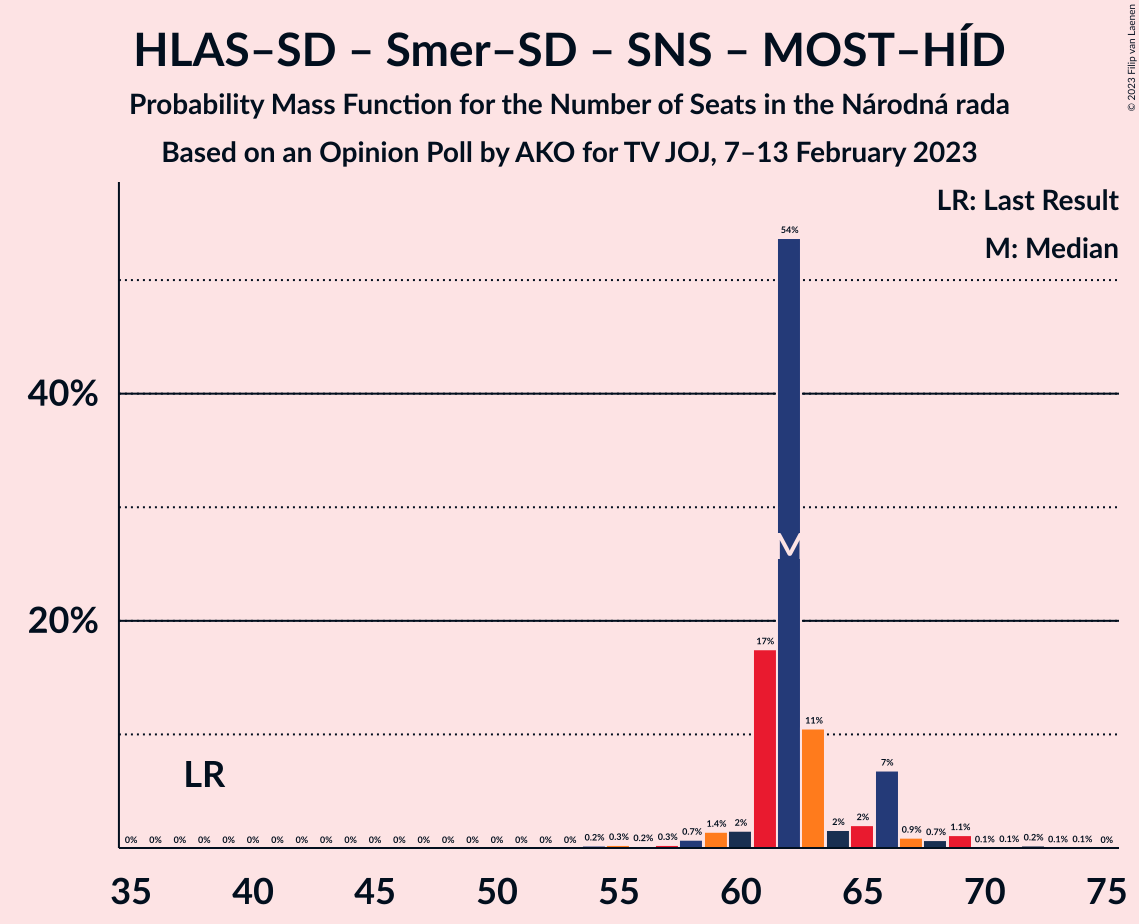 HLAS–SD – Smer–SD – SNS – MOST–HÍD
Probability Mass Function for the Number of Seats in the Národná rada
Based on an Opinion Poll by AKO for TV JOJ, 7–13 February 2023
© 2023 Filip van Laenen
LR: Last Result
M: Median
54%
40%
M
20%
17%
11%
LR
7%
0% 0% 0% 0% 0% 0% 0% 0% 0% 0% 0% 0% 0% 0% 0% 0% 0% 0% 0% 0.2% 0.3% 0.2% 0.3% 0.7% 1.4% 2% 2% 2% 0.9% 0.7% 1.1% 0.1% 0.1% 0.2% 0.1% 0.1% 0%
35 40 45 50 55 60 65 70 75